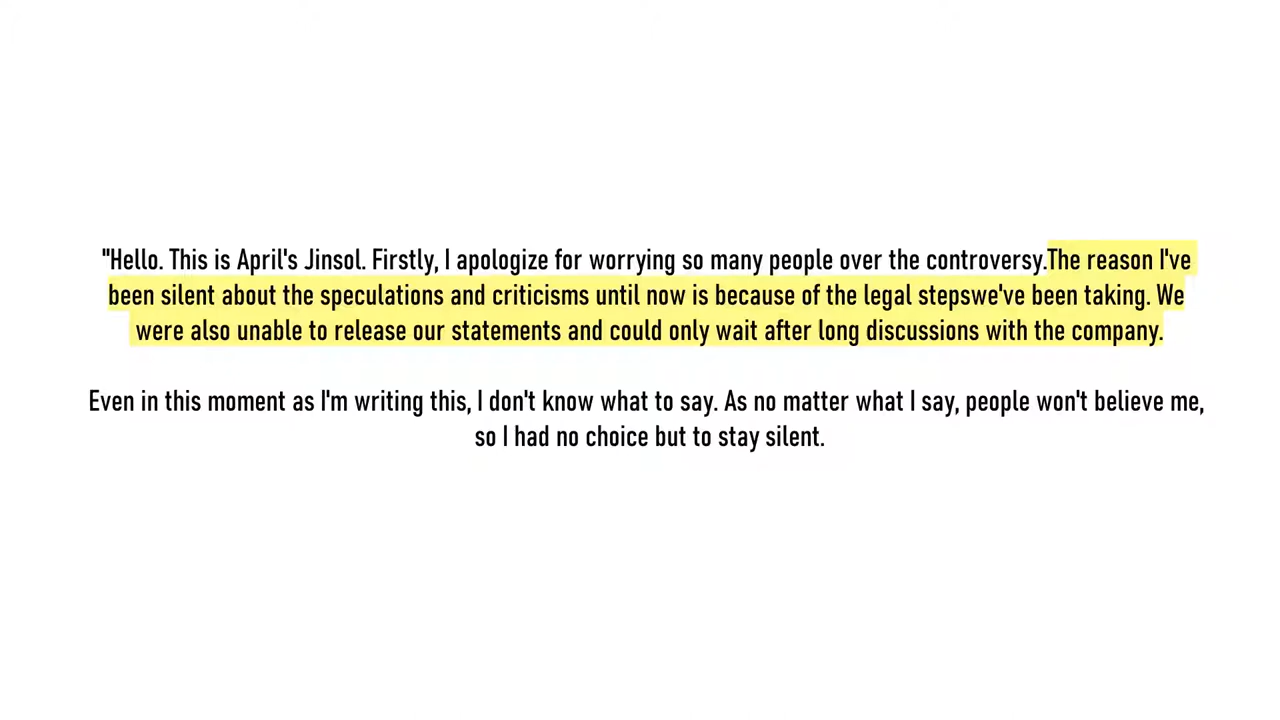 "Hello. This is April's Jinsol. Firstly, I apologize for worrying so many people over the controversy.The reason I've
been silent about the speculations and criticisms until now is because of the legal stepswe've been taking. We
were also unable to release our statements and could only wait after long discussions with the company.
Even in this moment as I'm writing this, I don't know what to say. As no matter what I say, people won't believe me,
so I had no choice but to stay silent.